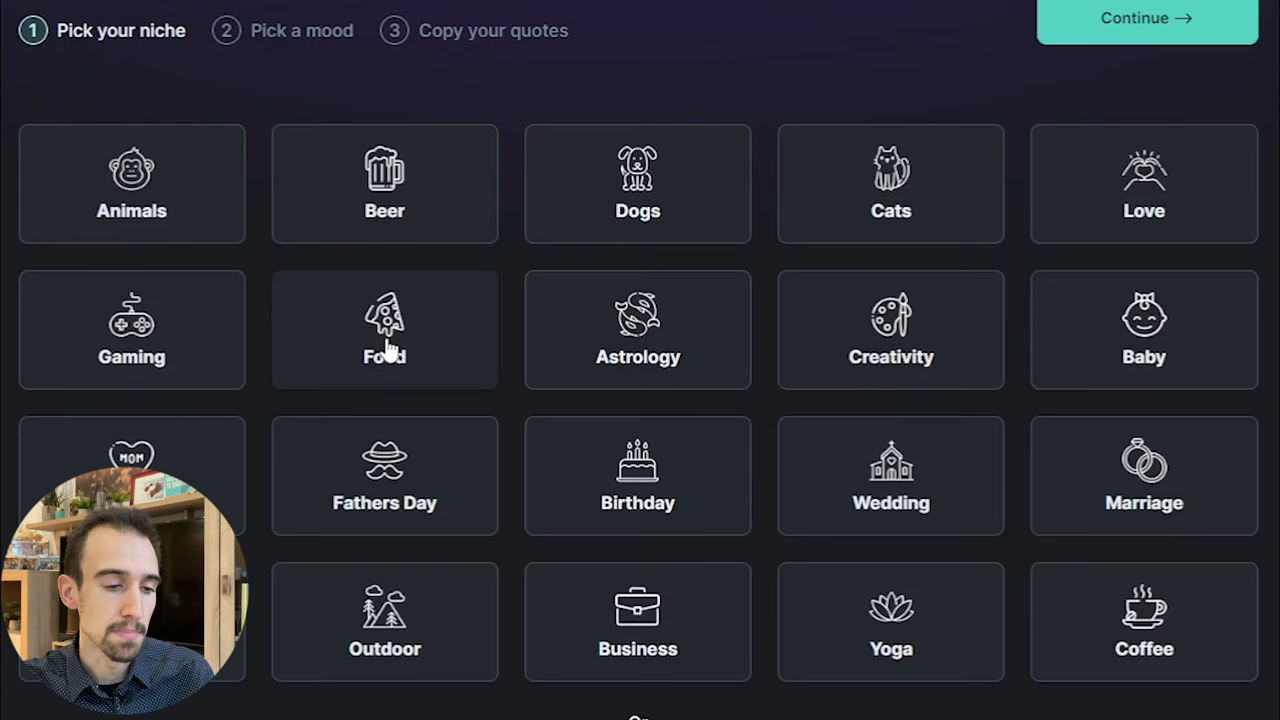 1 Pick your niche 2 Pick a mood 3 Copy your quotes
Continue →
Animals Beer Dogs Cats Love
Gaming Food Astrology Creativity Baby
MOM
Fathers Day Birthday Wedding Marriage
Outdoor Business Yoga Coffee